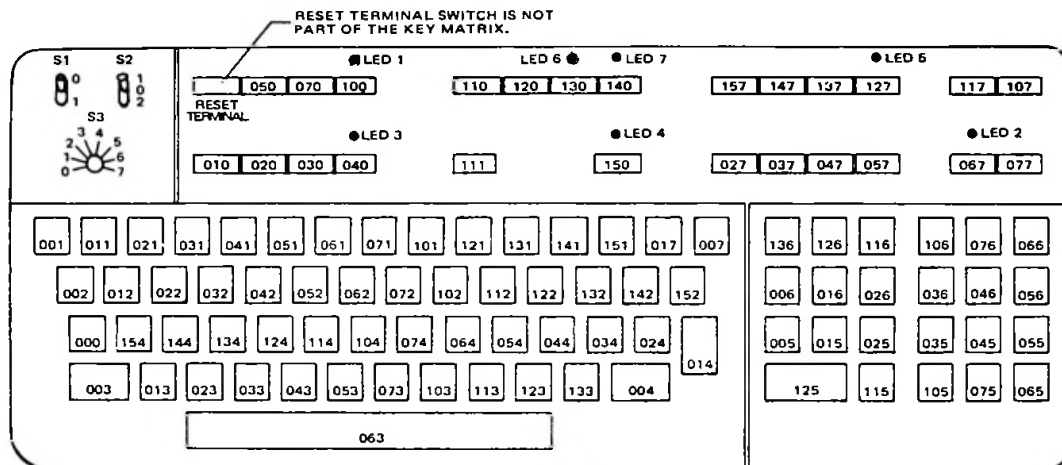 RESET TERMINAL SWITCH IS NOT
PART OF THE KEY MATRIX.
S1 S2 LED 1 LED 6 LED 7 LED 5
0 1 1 0 2
050 070 100 110 120 130 140 157 147 137 127 117 107
RESET
TERMINAL
S3
0 1 2 3 4 5 6 7
LED 3 LED 4 LED 2
010 020 030 040 111 150 027 037 047 057 067 077
001 011 021 031 041 051 061 071 101 121 131 141 151 017 007 136 126 116 106 076 066
002 012 022 032 042 052 062 072 102 112 122 132 142 152 006 016 026 036 046 056
000 154 144 134 124 114 104 074 064 054 044 034 024 014 005 015 025 035 045 055
003 013 023 033 043 053 073 103 113 123 133 004 125 115 105 075 065
063